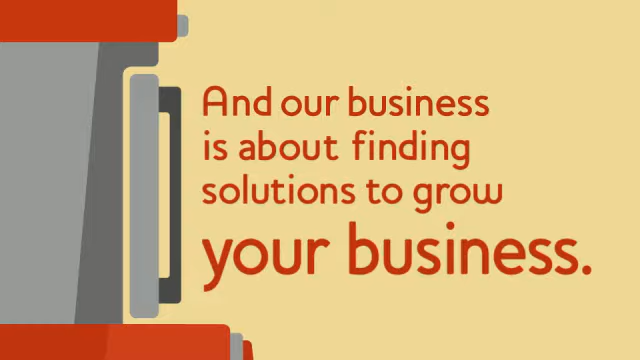 And our business
is about finding
solutions to grow
your business.